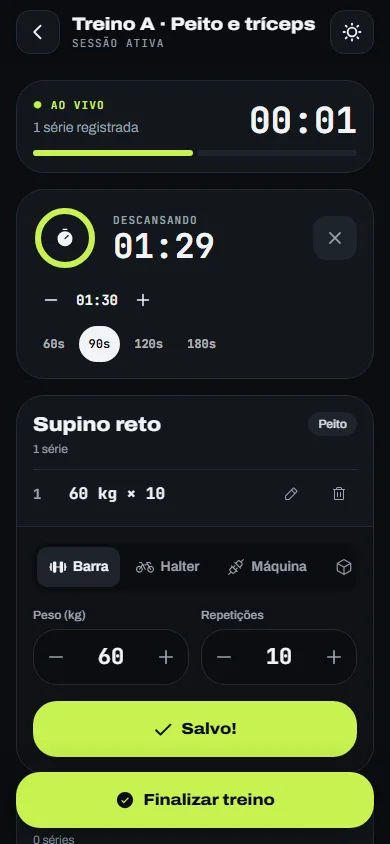 Treino A · Peito e tríceps
SESSÃO ATIVA
AO VIVO
1 série registrada
00:01
DESCANSANDO
01:29
01:30
60s 90s 120s 180s
Supino reto
Peito
1 série
1 60 kg × 10
Barra Halter Máquina
Peso (kg) Repetições
60 10
Salvo!
Finalizar treino
0 séries